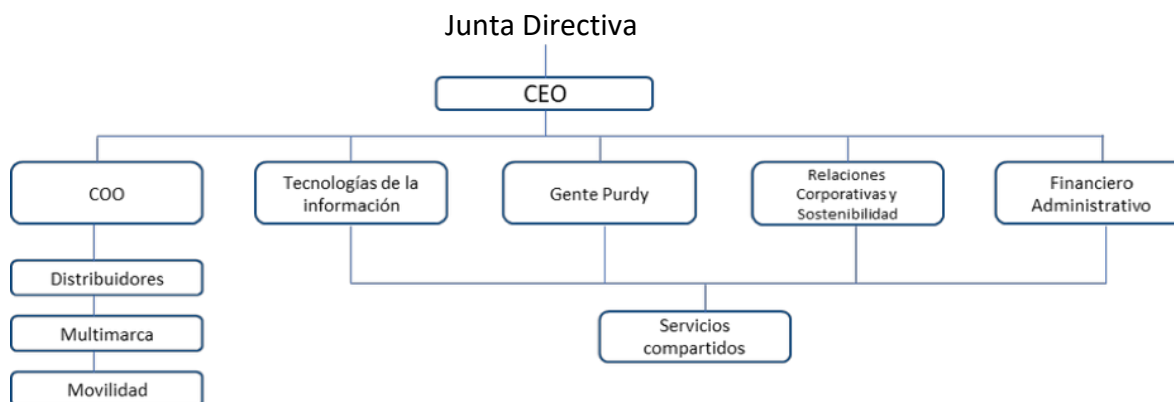 Junta Directiva
CEO
COO
Tecnologías de la
información
Gente Purdy
Relaciones
Corporativas y
Sostenibilidad
Financiero
Administrativo
Distribuidores
Multimarca
Movilidad
Servicios
compartidos